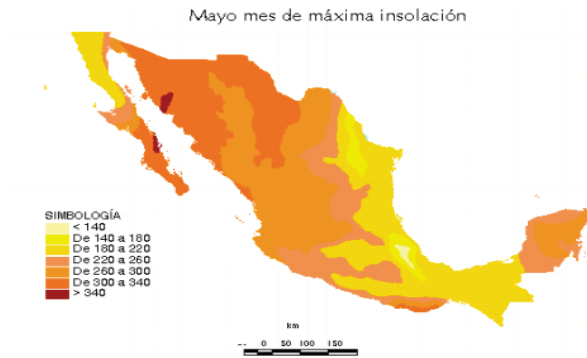 Mayo mes de máxima insolación
SIMBOLOGÍA
< 140
De 140 a 180
De 180 a 220
De 220 a 260
De 260 a 300
De 300 a 340
> 340
km
0 50 100 150